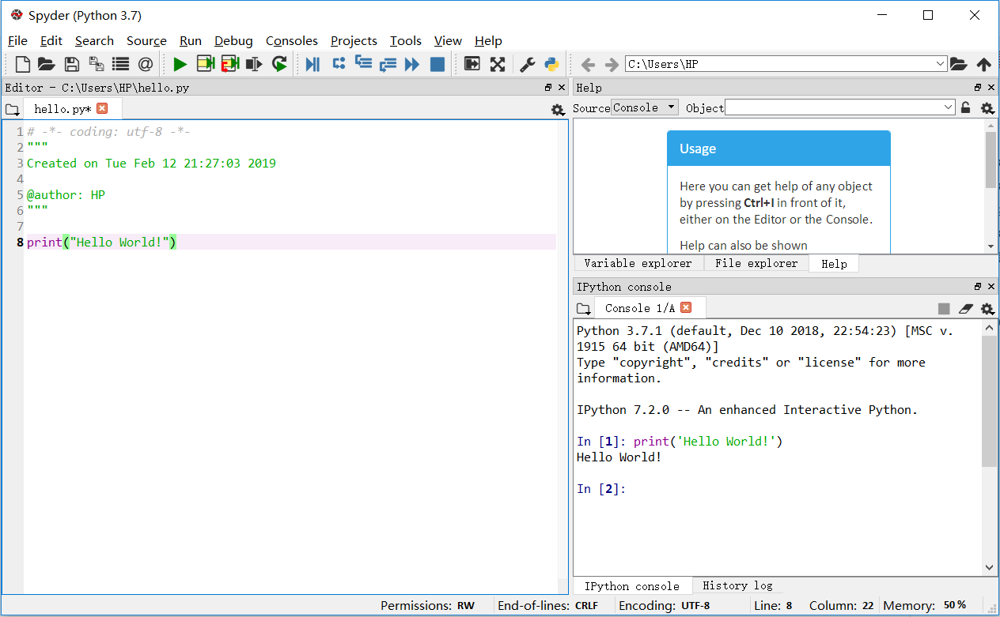 Spyder (Python 3.7)
File Edit Search Source Run Debug Consoles Projects Tools View Help
C:\Users\HP
Editor - C:\Users\HP\hello.py
hello.py*
1 # -*- coding: utf-8 -*-
2 """
3 Created on Tue Feb 12 21:27:03 2019
4
5 @author: HP
6 """
7
8 print("Hello World!")
Help
Source Console Object
Usage
Here you can get help of any object
by pressing Ctrl+I in front of it,
either on the Editor or the Console.
Help can also be shown
Variable explorer File explorer Help
IPython console
Console 1/A
Python 3.7.1 (default, Dec 10 2018, 22:54:23) [MSC v.
1915 64 bit (AMD64)]
Type "copyright", "credits" or "license" for more
information.
IPython 7.2.0 -- An enhanced Interactive Python.
In [1]: print('Hello World!')
Hello World!
In [2]:
IPython console History log
Permissions: RW End-of-lines: CRLF Encoding: UTF-8 Line: 8 Column: 22 Memory: 50 %